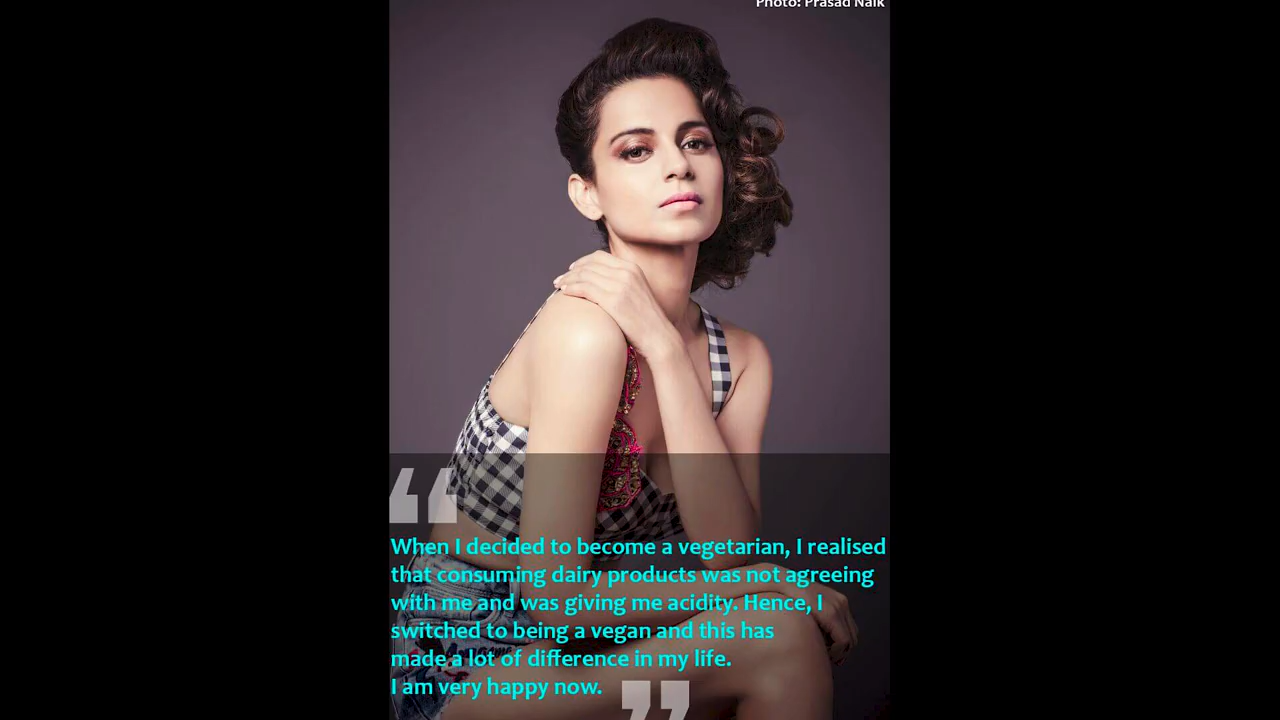 Photo: Prasad Naik
“
When I decided to become a vegetarian, I realised
that consuming dairy products was not agreeing
with me and was giving me acidity. Hence, I
switched to being a vegan and this has
made a lot of difference in my life.
I am very happy now.
”